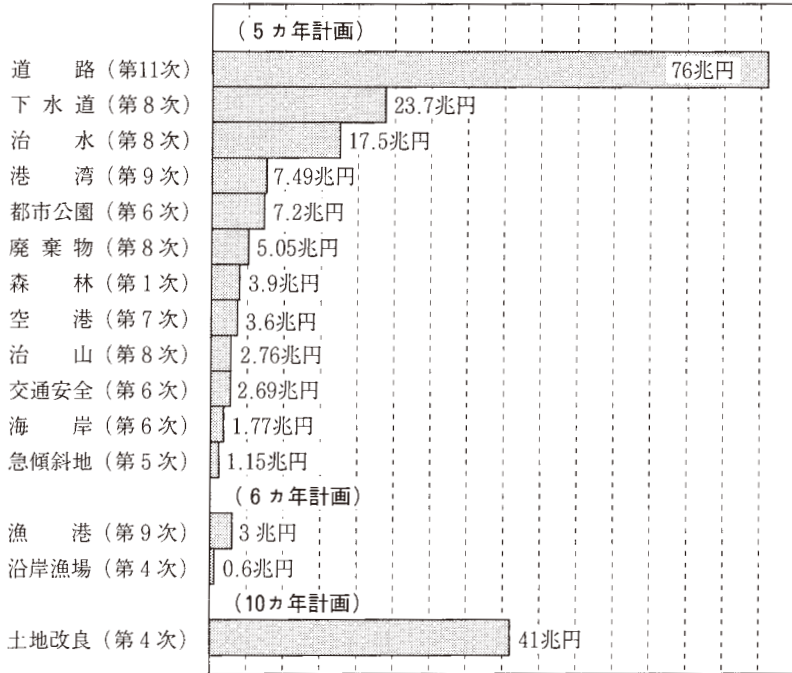 (5ヵ年計画)
道路(第11次) 76兆円
下水道(第8次) 23.7兆円
治水(第8次) 17.5兆円
港湾(第9次) 7.49兆円
都市公園(第6次) 7.2兆円
廃棄物(第8次) 5.05兆円
森林(第1次) 3.9兆円
空港(第7次) 3.6兆円
治山(第8次) 2.76兆円
交通安全(第6次) 2.69兆円
海岸(第6次) 1.77兆円
急傾斜地(第5次) 1.15兆円
(6ヵ年計画)
漁港(第9次) 3兆円
沿岸漁場(第4次) 0.6兆円
(10ヵ年計画)
土地改良(第4次) 41兆円